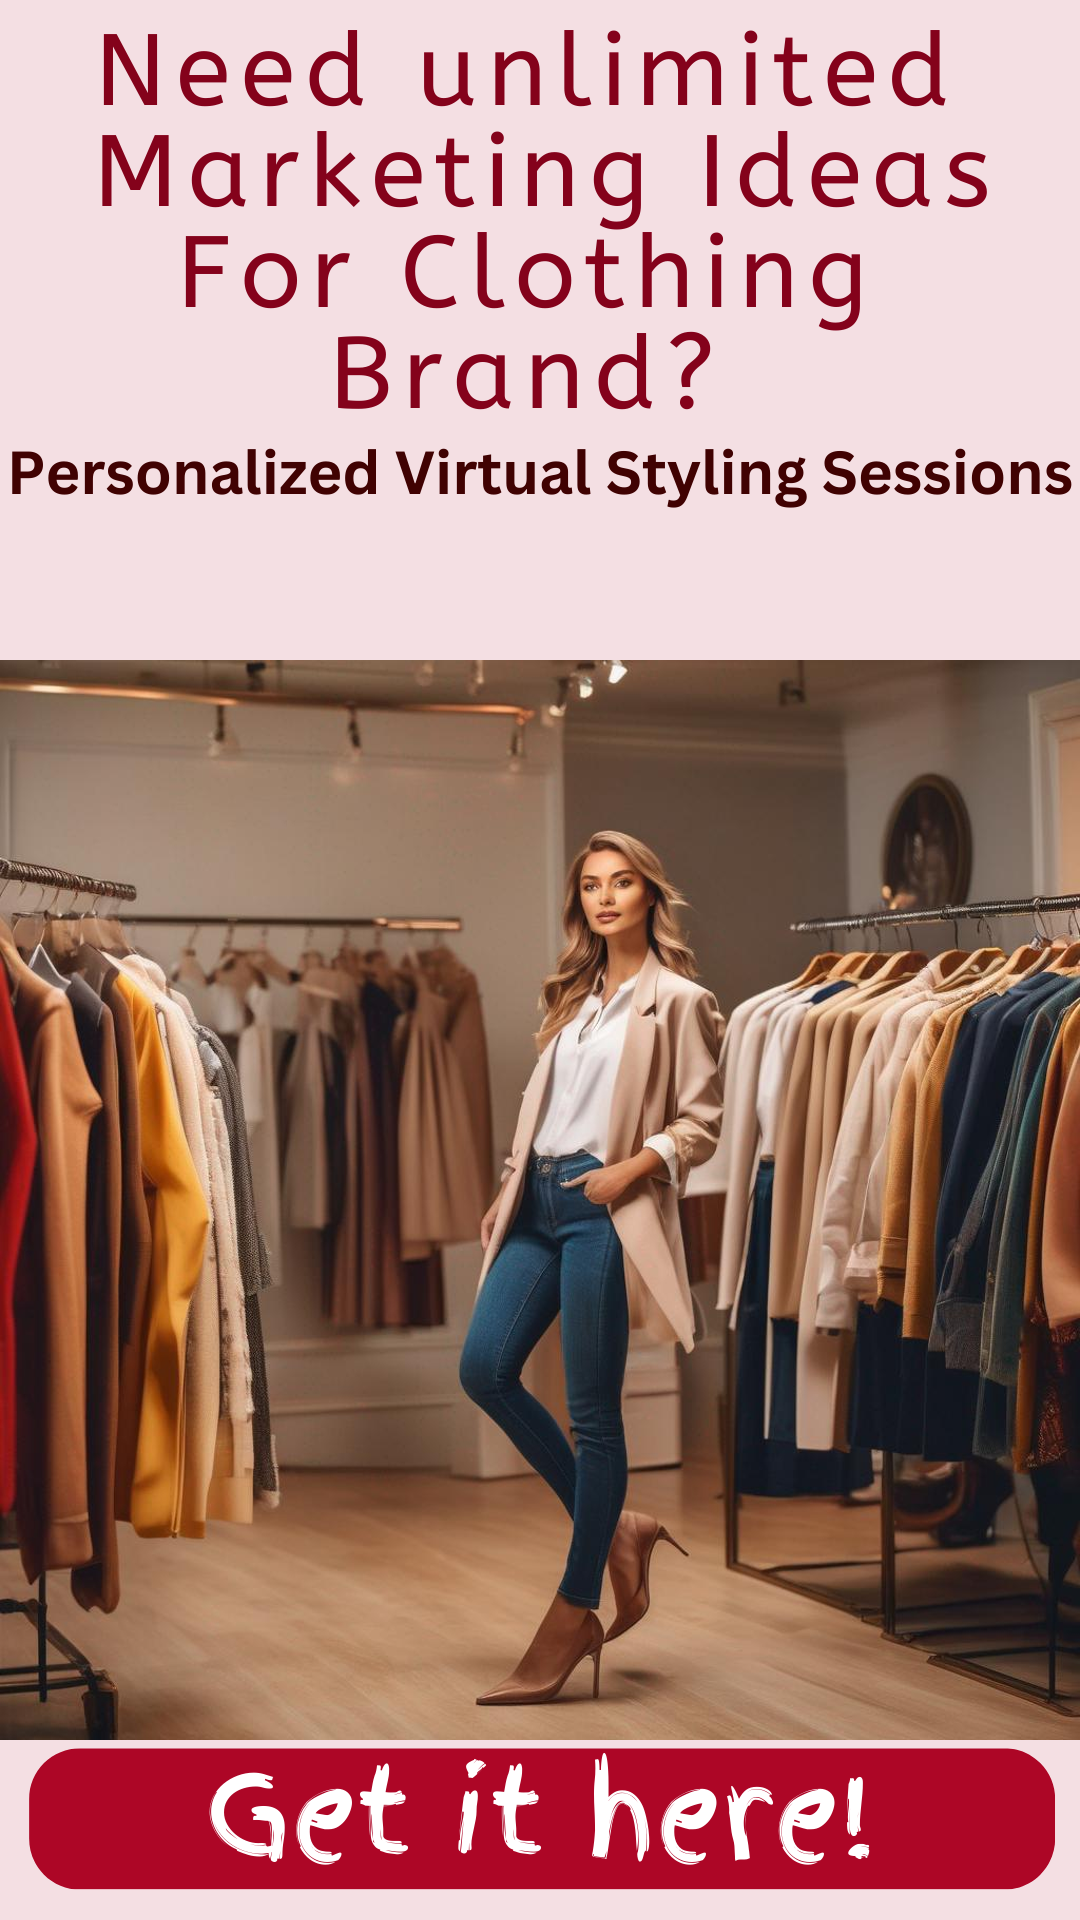 Need unlimited
Marketing Ideas
For Clothing
Brand?
Personalized Virtual Styling Sessions
Get it here!